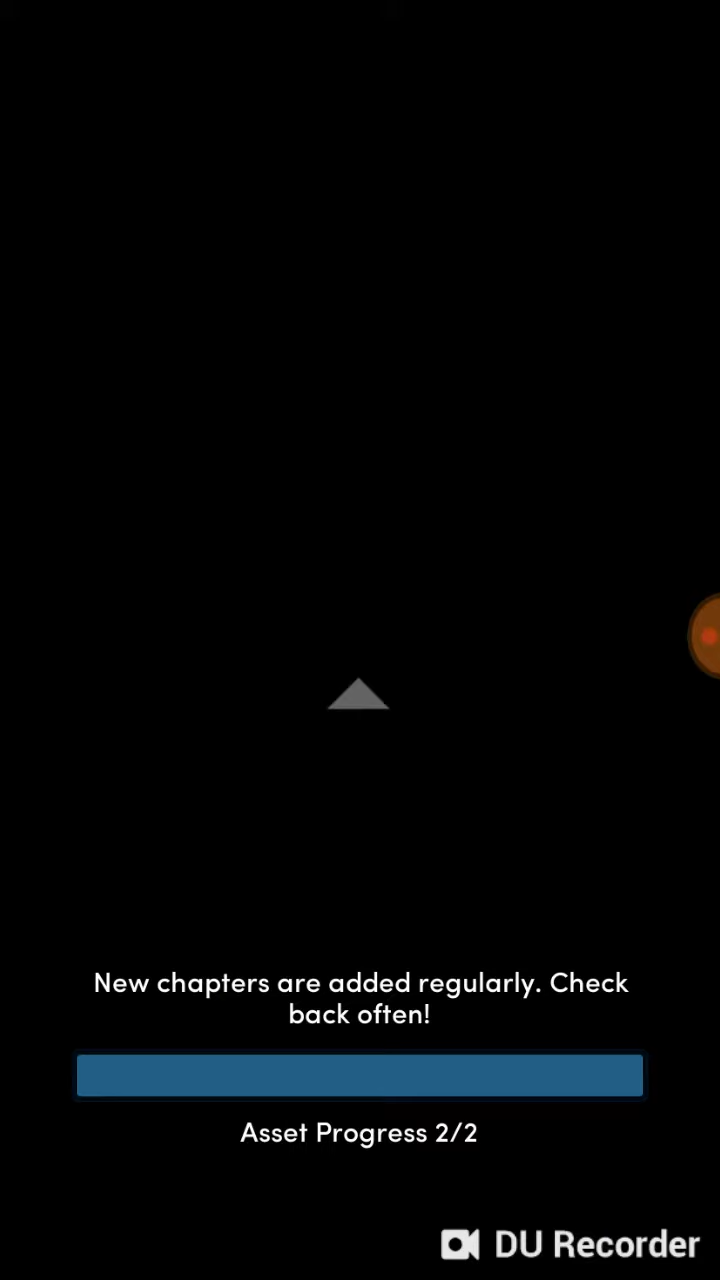 New chapters are added regularly. Check
back often!
Asset Progress 2/2
DU Recorder